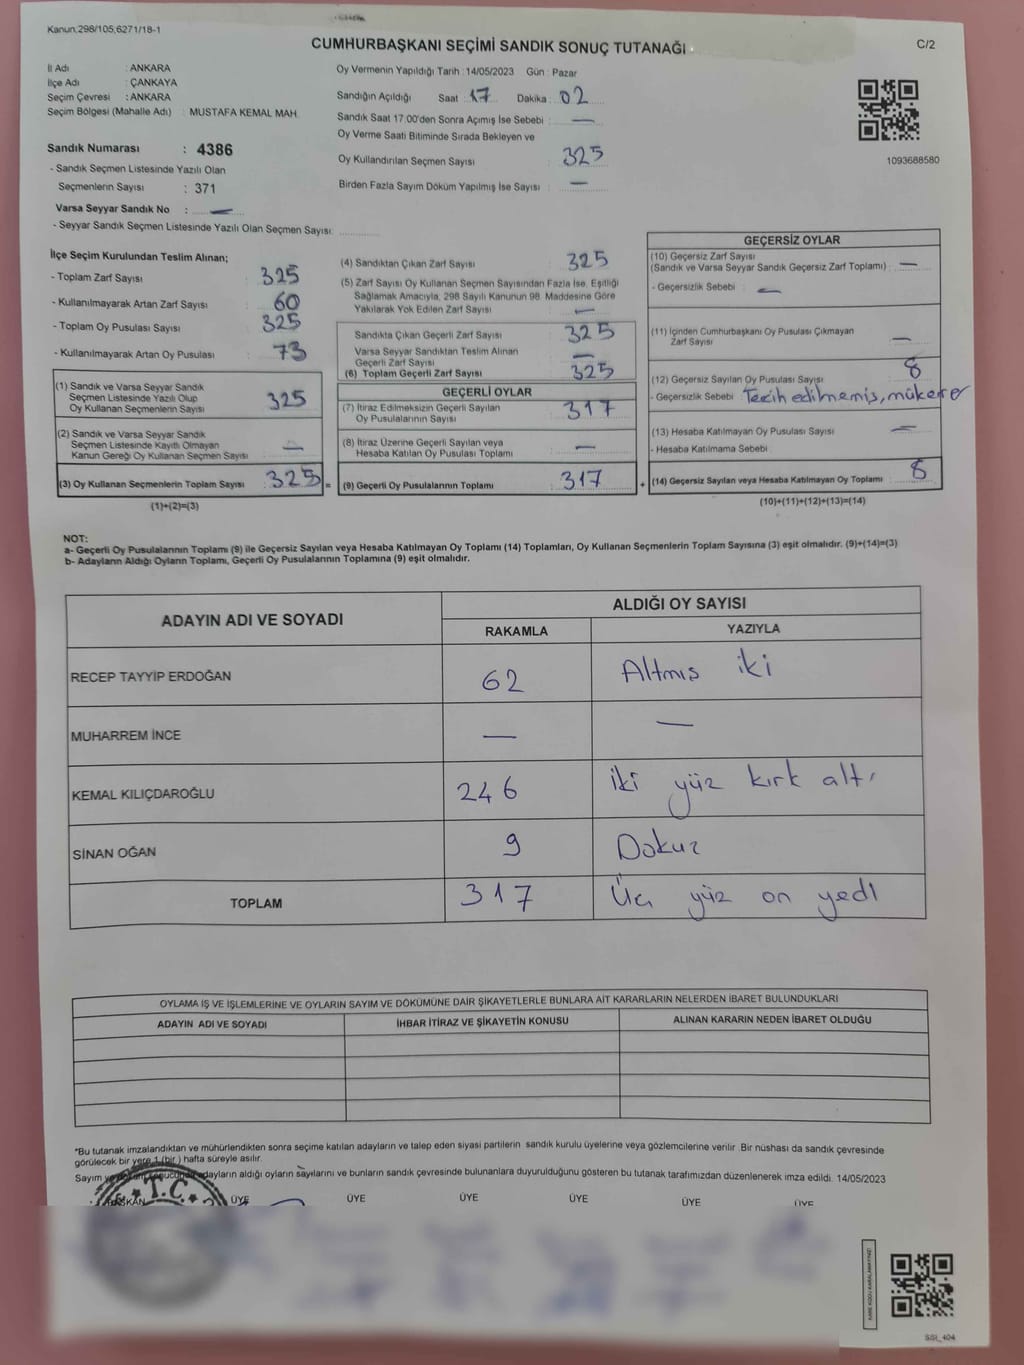 Kanun,298/105,6271/18-1
CUMHURBAŞKANI SEÇİMİ SANDIK SONUÇ TUTANAĞI
C/2
İl Adı : ANKARA
İlçe Adı : ÇANKAYA
Seçim Çevresi : ANKARA
Seçim Bölgesi (Mahalle Adı) : MUSTAFA KEMAL MAH.
Sandık Numarası : 4386
- Sandık Seçmen Listesinde Yazılı Olan
Seçmenlerin Sayısı : 371
Varsa Seyyar Sandık No : —
- Seyyar Sandık Seçmen Listesinde Yazılı Olan Seçmen Sayısı:
Oy Vermenin Yapıldığı Tarih :14/05/2023 Gün : Pazar
Sandığın Açıldığı Saat : 17 Dakika : 02
Sandık Saat 17:00'den Sonra Açımış İse Sebebi : —
Oy Verme Saati Bitiminde Sırada Bekleyen ve
Oy Kullandırılan Seçmen Sayısı : 325
Birden Fazla Sayım Döküm Yapılmış İse Sayısı : —
1093688580
İlçe Seçim Kurulundan Teslim Alınan;
- Toplam Zarf Sayısı : 325
- Kullanılmayarak Artan Zarf Sayısı : 60
- Toplam Oy Pusulası Sayısı : 325
- Kullanılmayarak Artan Oy Pusulası : 73
(1) Sandık ve Varsa Seyyar Sandık
Seçmen Listesinde Yazılı Olup
Oy Kullanan Seçmenlerin Sayısı : 325
(2) Sandık ve Varsa Seyyar Sandık
Seçmen Listesinde Kayıtlı Olmayan
Kanun Gereği Oy Kullanan Seçmen Sayısı : —
(3) Oy Kullanan Seçmenlerin Toplam Sayısı : 325 =
(1)+(2)=(3)
(4) Sandıktan Çıkan Zarf Sayısı : 325
(5) Zarf Sayısı Oy Kullanan Seçmen Sayısından Fazla İse, Eşitliği
Sağlamak Amacıyla, 298 Sayılı Kanunun 98. Maddesine Göre
Yakılarak Yok Edilen Zarf Sayısı : —
Sandıkta Çıkan Geçerli Zarf Sayısı : 325
Varsa Seyyar Sandıktan Teslim Alınan
Geçerli Zarf Sayısı : —
(6) Toplam Geçerli Zarf Sayısı : 325
GEÇERLİ OYLAR
(7) İtiraz Edilmeksizin Geçerli Sayılan
Oy Pusulalarının Sayısı : 317
(8) İtiraz Üzerine Geçerli Sayılan veya
Hesaba Katılan Oy Pusulası Toplamı : —
(9) Geçerli Oy Pusulalarının Toplamı : 317 +
GEÇERSİZ OYLAR
(10) Geçersiz Zarf Sayısı
(Sandık ve Varsa Seyyar Sandık Geçersiz Zarf Toplamı) : —
- Geçersizlik Sebebi : —
(11) İçinden Cumhurbaşkanı Oy Pusulası Çıkmayan
Zarf Sayısı : —
(12) Geçersiz Sayılan Oy Pusulası Sayısı : 8
- Geçersizlik Sebebi : Tercih edilmemiş, mükerrer
(13) Hesaba Katılmayan Oy Pusulası Sayısı : —
- Hesaba Katılmama Sebebi
(14) Geçersiz Sayılan veya Hesaba Katılmayan Oy Toplamı : 8
(10)+(11)+(12)+(13)=(14)
NOT:
a- Geçerli Oy Pusulalarının Toplamı (9) ile Geçersiz Sayılan veya Hesaba Katılmayan Oy Toplamı (14) Toplamları, Oy Kullanan Seçmenlerin Toplam Sayısına (3) eşit olmalıdır. (9)+(14)=(3)
b- Adayların Aldığı Oyların Toplamı, Geçerli Oy Pusulalarının Toplamına (9) eşit olmalıdır.
ADAYIN ADI VE SOYADI
ALDIĞI OY SAYISI
RAKAMLA YAZIYLA
RECEP TAYYİP ERDOĞAN 62 Altmış iki
MUHARREM İNCE — —
KEMAL KILIÇDAROĞLU 246 İki yüz kırk altı
SİNAN OĞAN 9 Dokuz
TOPLAM 317 Üç yüz on yedi
OYLAMA İŞ VE İŞLEMLERİNE VE OYLARIN SAYIM VE DÖKÜMÜNE DAİR ŞİKAYETLERLE BUNLARA AİT KARARLARIN NELERDEN İBARET BULUNDUKLARI
ADAYIN ADI VE SOYADI İHBAR İTİRAZ VE ŞİKAYETİN KONUSU ALINAN KARARIN NEDEN İBARET OLDUĞU
*Bu tutanak imzalandıktan ve mühürlendikten sonra seçime katılan adayların ve talep eden siyasi partilerin sandık kurulu üyelerine veya gözlemcilerine verilir. Bir nüshası da sandık çevresinde
görülecek bir yere 1 (bir) hafta süreyle asılır.
Sayım ve adayların aldığı oyların sayılarını ve bunların sandık çevresinde bulunanlara duyurulduğunu gösteren bu tutanak tarafımızdan düzenlenerek imza edildi. 14/05/2023
T.C.
ÜYE ÜYE ÜYE ÜYE ÜYE ÜYE
SSI_404